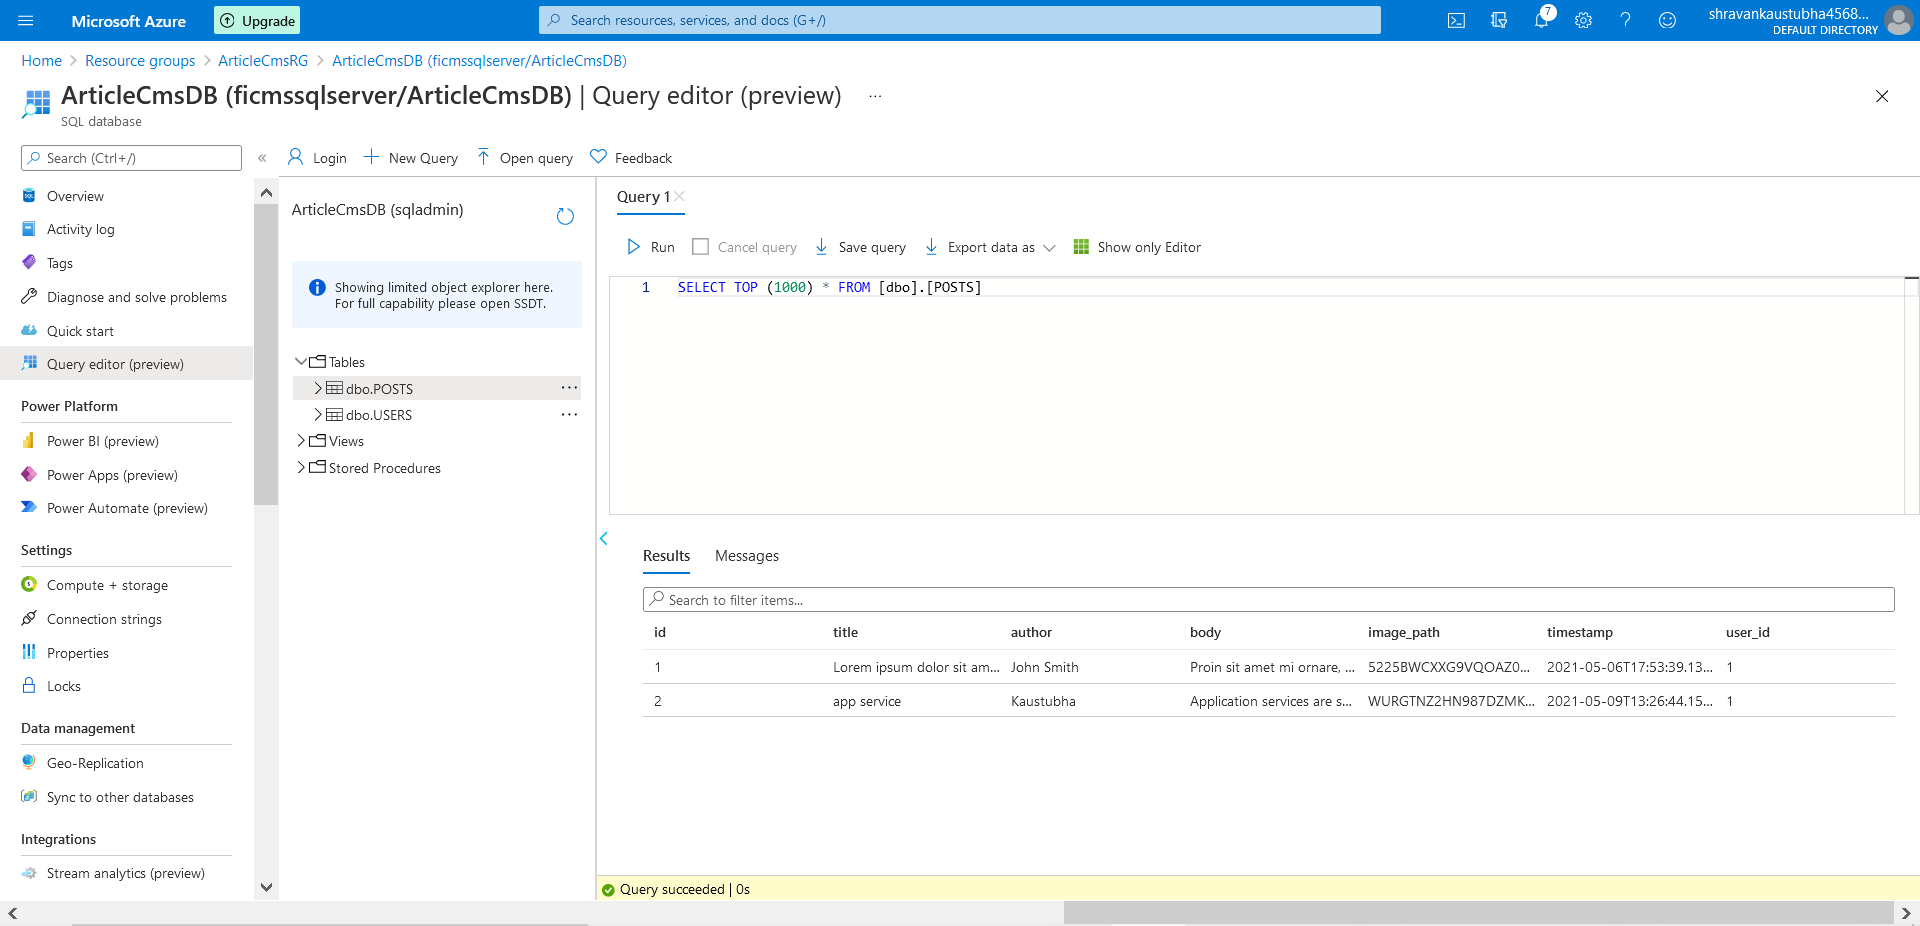 Microsoft Azure
Upgrade
Search resources, services, and docs (G+/)
7
shravankaustubha4568...
DEFAULT DIRECTORY
Home > Resource groups > ArticleCmsRG > ArticleCmsDB (ficmssqlserver/ArticleCmsDB)
ArticleCmsDB (ficmssqlserver/ArticleCmsDB) | Query editor (preview) ...
SQL database
Search (Ctrl+/)
«
Overview
Activity log
Tags
Diagnose and solve problems
Quick start
Query editor (preview)
Power Platform
Power BI (preview)
Power Apps (preview)
Power Automate (preview)
Settings
Compute + storage
Connection strings
Properties
Locks
Data management
Geo-Replication
Sync to other databases
Integrations
Stream analytics (preview)
Login
New Query
Open query
Feedback
ArticleCmsDB (sqladmin)
Showing limited object explorer here.
For full capability please open SSDT.
Tables
dbo.POSTS ...
dbo.USERS ...
Views
Stored Procedures
Query 1
Run
Cancel query
Save query
Export data as
Show only Editor
1 SELECT TOP (1000) * FROM [dbo].[POSTS]
Results
Messages
Search to filter items...
id title author body image_path timestamp user_id
1 Lorem ipsum dolor sit am... John Smith Proin sit amet mi ornare, ... 5225BWCXXG9VQOAZ0... 2021-05-06T17:53:39.13... 1
2 app service Kaustubha Application services are s... WURGTNZ2HN987DZMK... 2021-05-09T13:26:44.15... 1
Query succeeded | 0s